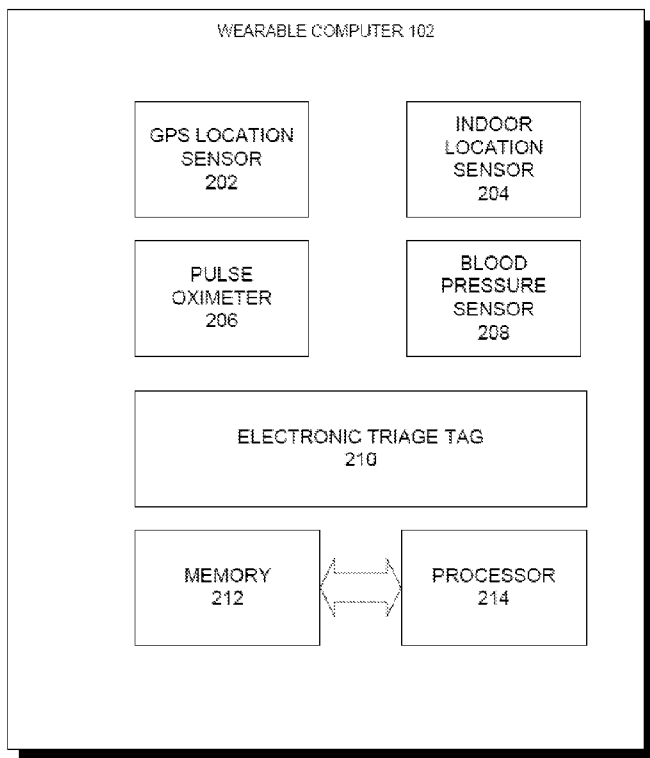 WEARABLE COMPUTER 102
GPS LOCATION
SENSOR
202
INDOOR
LOCATION
SENSOR
204
PULSE
OXIMETER
206
BLOOD
PRESSURE
SENSOR
208
ELECTRONIC TRIAGE TAG
210
MEMORY
212
PROCESSOR
214